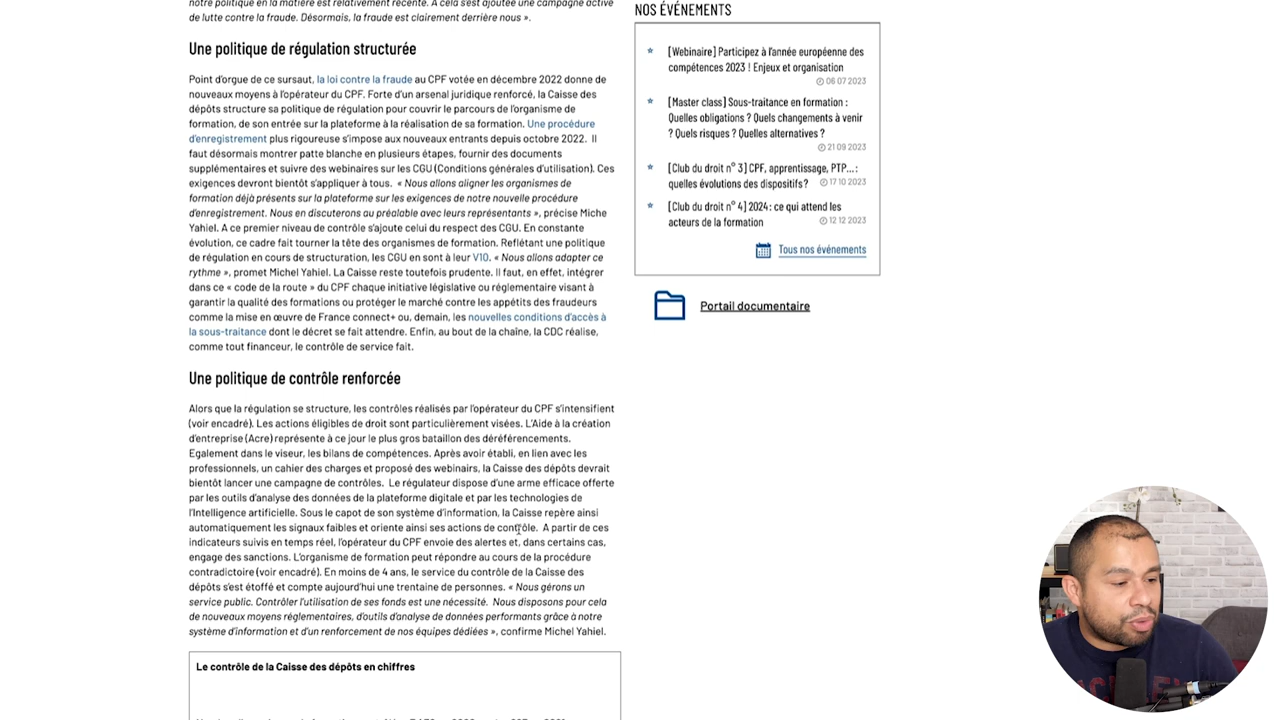 notre politique en la matière est relativement récente. A cela s'est ajoutée une campagne active
de lutte contre la fraude. Désormais, la fraude est clairement derrière nous ».
Une politique de régulation structurée
Point d'orgue de ce sursaut, la loi contre la fraude au CPF votée en décembre 2022 donne de
nouveaux moyens à l'opérateur du CPF. Forte d'un arsenal juridique renforcé, la Caisse des
dépôts structure sa politique de régulation pour couvrir le parcours de l'organisme de
formation, de son entrée sur la plateforme à la réalisation de sa formation. Une procédure
d'enregistrement plus rigoureuse s'impose aux nouveaux entrants depuis octobre 2022. Il
faut désormais montrer patte blanche en plusieurs étapes, fournir des documents
supplémentaires et suivre des webinaires sur les CGU (Conditions générales d'utilisation). Ces
exigences devront bientôt s'appliquer à tous. « Nous allons aligner les organismes de
formation déjà présents sur la plateforme sur les exigences de notre nouvelle procédure
d'enregistrement. Nous en discuterons au préalable avec leurs représentants », précise Miche
Yahiel. A ce premier niveau de contrôle s'ajoute celui du respect des CGU. En constante
évolution, ce cadre fait tourner la tête des organismes de formation. Reflétant une politique
de régulation en cours de structuration, les CGU en sont à leur V10. « Nous allons adapter ce
rythme », promet Michel Yahiel. La Caisse reste toutefois prudente. Il faut, en effet, intégrer
dans ce « code de la route » du CPF chaque initiative législative ou réglementaire visant à
garantir la qualité des formations ou protéger le marché contre les appétits des fraudeurs
comme la mise en œuvre de France connect+ ou, demain, les nouvelles conditions d'accès à
la sous-traitance dont le décret se fait attendre. Enfin, au bout de la chaîne, la CDC réalise,
comme tout financeur, le contrôle de service fait.
Une politique de contrôle renforcée
Alors que la régulation se structure, les contrôles réalisés par l'opérateur du CPF s'intensifient
(voir encadré). Les actions éligibles de droit sont particulièrement visées. L'Aide à la création
d'entreprise (Acre) représente à ce jour le plus gros bataillon des déréférencements.
Egalement dans le viseur, les bilans de compétences. Après avoir établi, en lien avec les
professionnels, un cahier des charges et proposé des webinars, la Caisse des dépôts devrait
bientôt lancer une campagne de contrôles. Le régulateur dispose d'une arme efficace offerte
par les outils d'analyse des données de la plateforme digitale et par les technologies de
l'Intelligence artificielle. Sous le capot de son système d'information, la Caisse repère ainsi
automatiquement les signaux faibles et oriente ainsi ses actions de contrôle. A partir de ces
indicateurs suivis en temps réel, l'opérateur du CPF envoie des alertes et, dans certains cas,
engage des sanctions. L'organisme de formation peut répondre au cours de la procédure
contradictoire (voir encadré). En moins de 4 ans, le service du contrôle de la Caisse des
dépôts s'est étoffé et compte aujourd'hui une trentaine de personnes. « Nous gérons un
service public. Contrôler l'utilisation de ses fonds est une nécessité. Nous disposons pour cela
de nouveaux moyens réglementaires, d'outils d'analyse de données performants grâce à notre
système d'information et d'un renforcement de nos équipes dédiées », confirme Michel Yahiel.
Le contrôle de la Caisse des dépôts en chiffres
NOS ÉVÉNEMENTS
[Webinaire] Participez à l'année européenne des
compétences 2023 ! Enjeux et organisation
06 07 2023
[Master class] Sous-traitance en formation :
Quelles obligations ? Quels changements à venir
? Quels risques ? Quelles alternatives ?
21 09 2023
[Club du droit n° 3] CPF, apprentissage, PTP... :
quelles évolutions des dispositifs? 17 10 2023
[Club du droit n° 4] 2024 : ce qui attend les
acteurs de la formation 12 12 2023
Tous nos événements
Portail documentaire